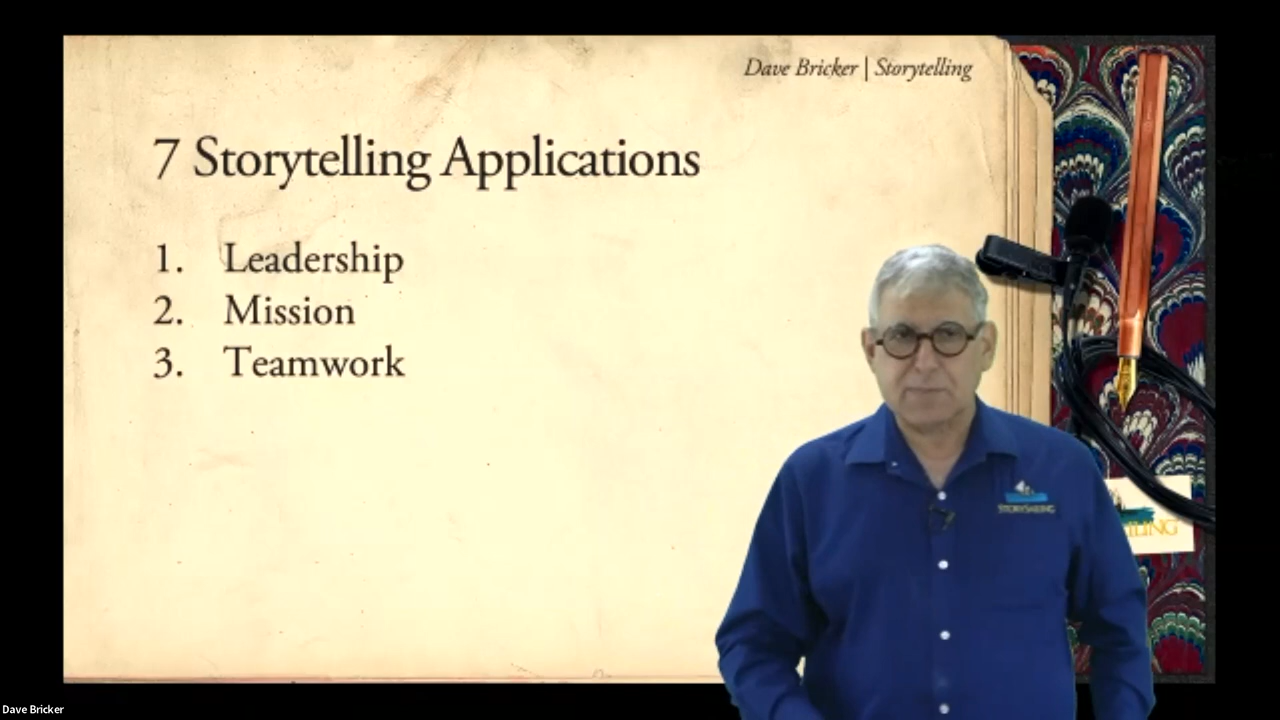 Dave Bricker | Storytelling
7 Storytelling Applications
1. Leadership
2. Mission
3. Teamwork
STORYSAILING
Dave Bricker